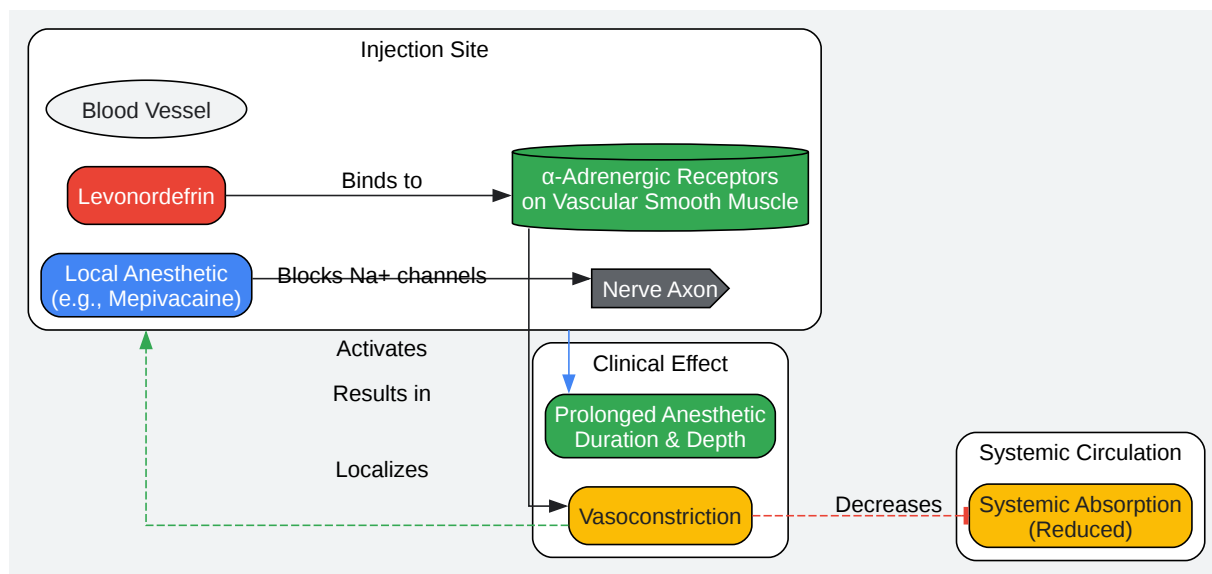 Injection Site
Blood Vessel
Levonordefrin
Binds to
α-Adrenergic Receptors
on Vascular Smooth Muscle
Local Anesthetic
(e.g., Mepivacaine)
Blocks Na+ channels
Nerve Axon
Activates
Results in
Localizes
Clinical Effect
Prolonged Anesthetic
Duration & Depth
Vasoconstriction
Decreases
Systemic Circulation
Systemic Absorption
(Reduced)